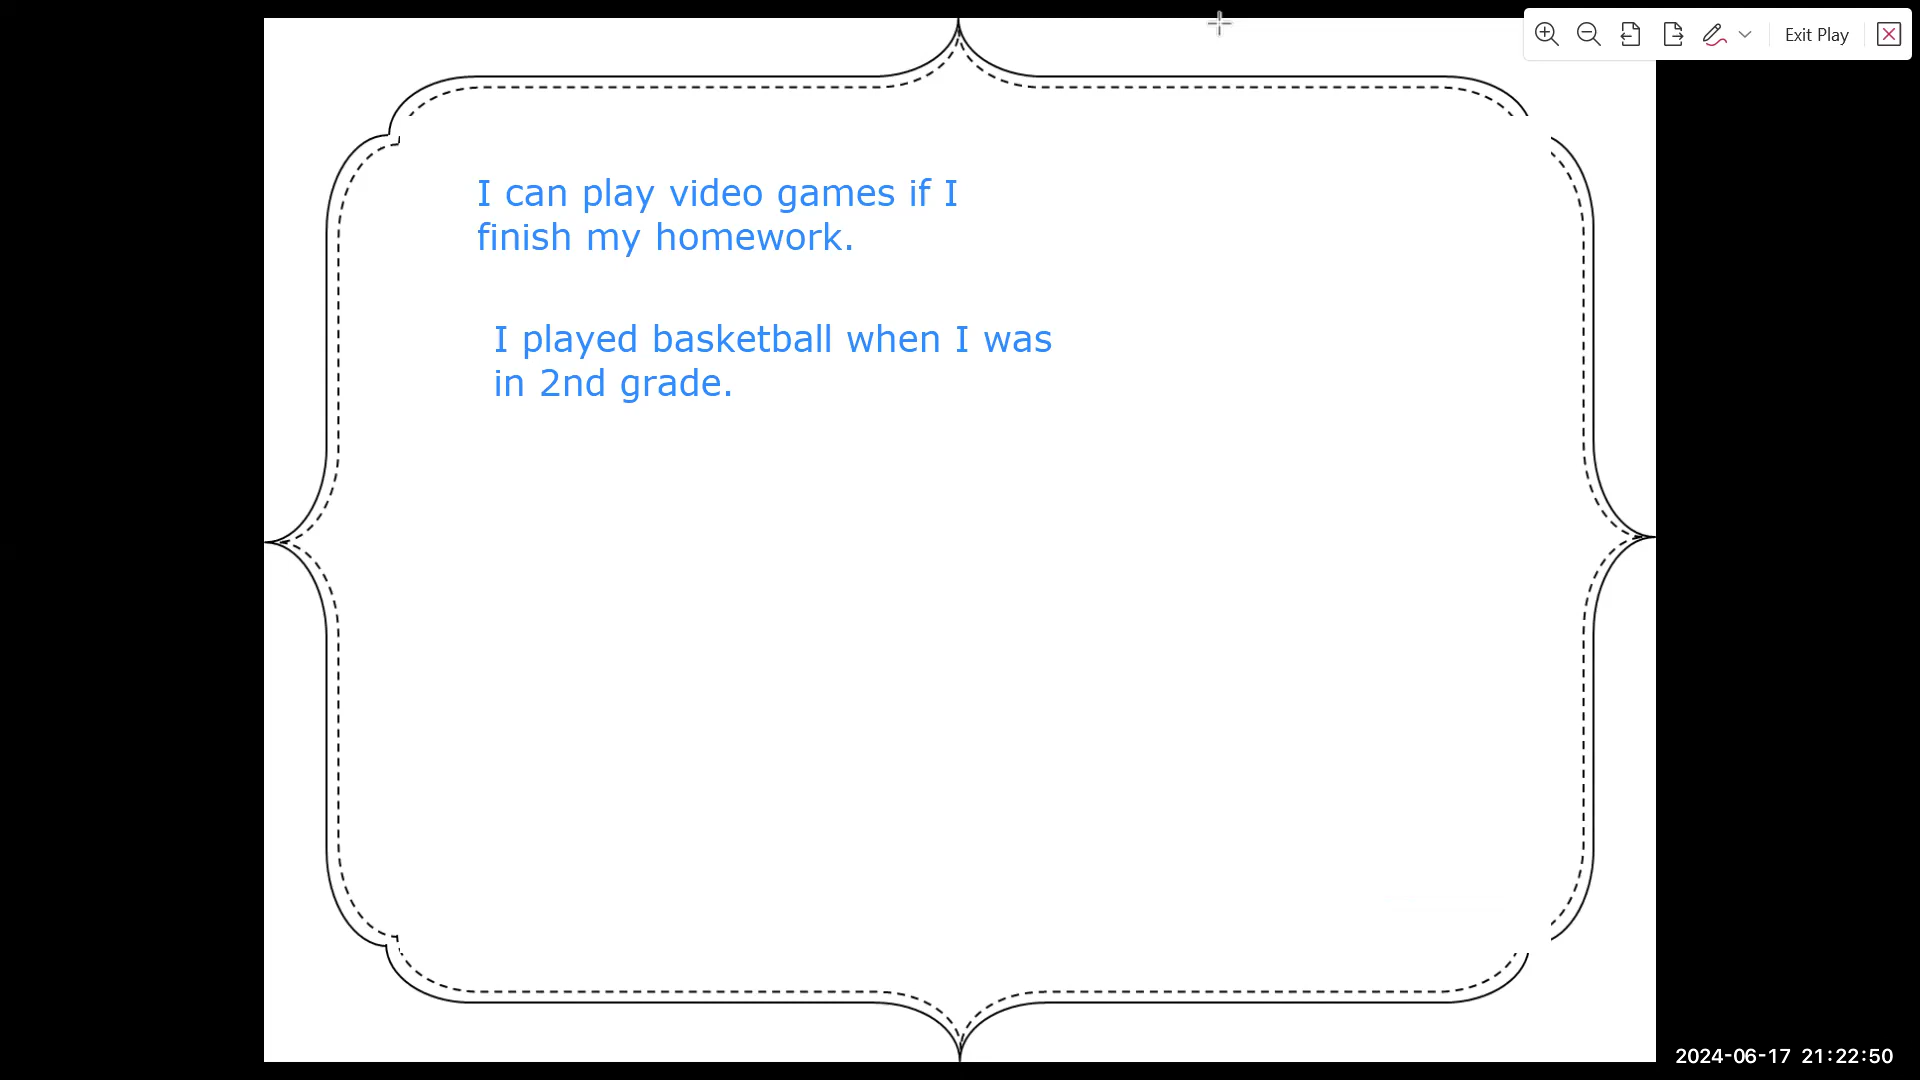 Exit Play
I can play video games if I
finish my homework.
I played basketball when I was
in 2nd grade.
2024-06-17 21:22:50